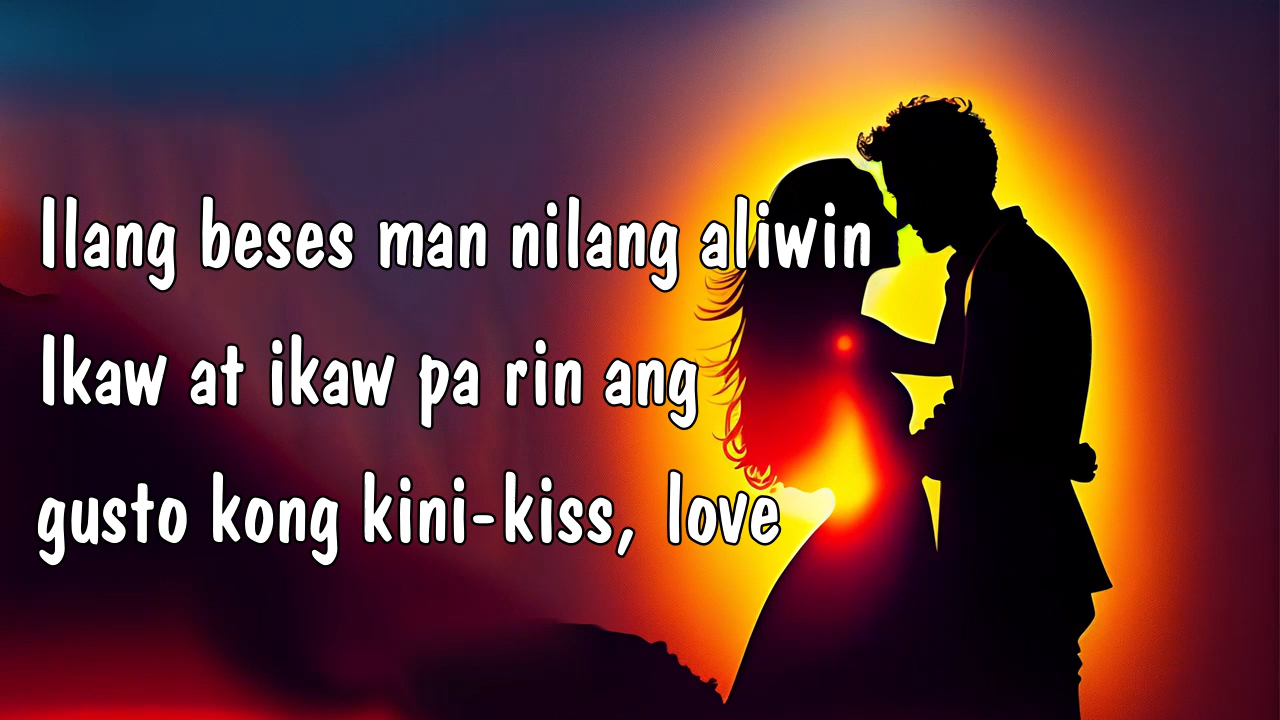 Ilang beses man nilang aliwin
Ikaw at ikaw pa rin ang
gusto kong kini-kiss, love